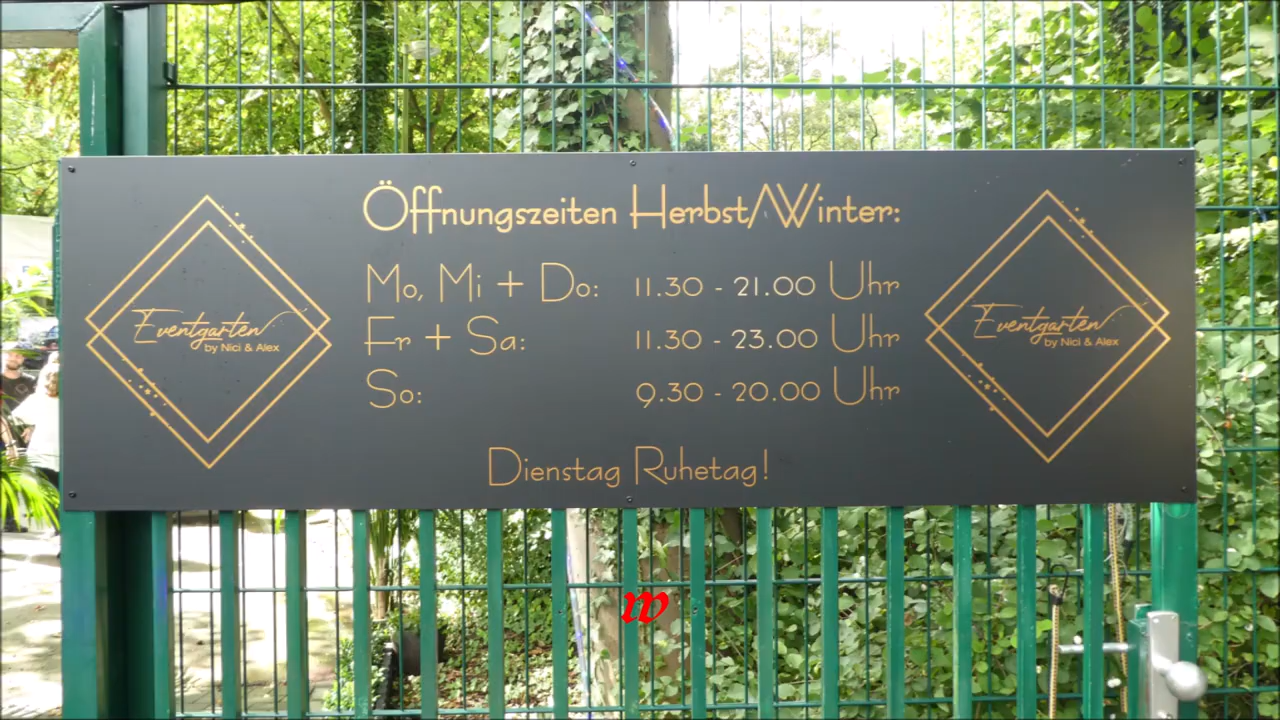 Öffnungszeiten Herbst/Winter:
Mo, Mi + Do: 11.30 - 21.00 Uhr
Fr + Sa: 11.30 - 23.00 Uhr
So: 9.30 - 20.00 Uhr
Dienstag Ruhetag!
Eventgarten
by Nici & Alex
Eventgarten
by Nici & Alex
w